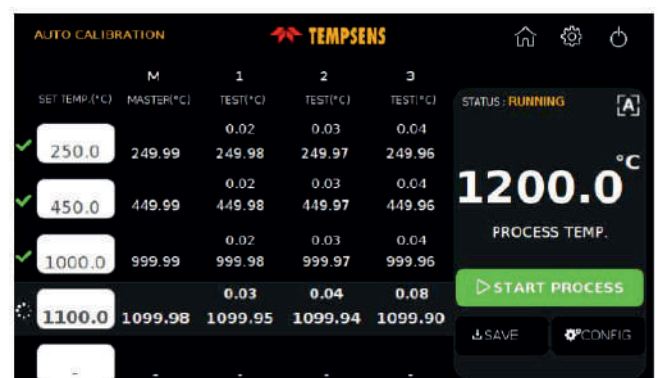 AUTO CALIBRATION
TEMPSENS
M 1 2 3
SET TEMP.(°C) MASTER(°C) TEST(°C) TEST(°C) TEST(°C)
0.02 0.03 0.04
250.0 249.99 249.98 249.97 249.96
0.02 0.03 0.04
450.0 449.99 449.98 449.97 449.96
0.02 0.03 0.04
1000.0 999.99 999.98 999.97 999.96
0.03 0.04 0.08
1100.0 1099.98 1099.95 1099.94 1099.90
- - - - -
STATUS : RUNNING
[A]
1200.0 °C
PROCESS TEMP.
START PROCESS
SAVE CONFIG